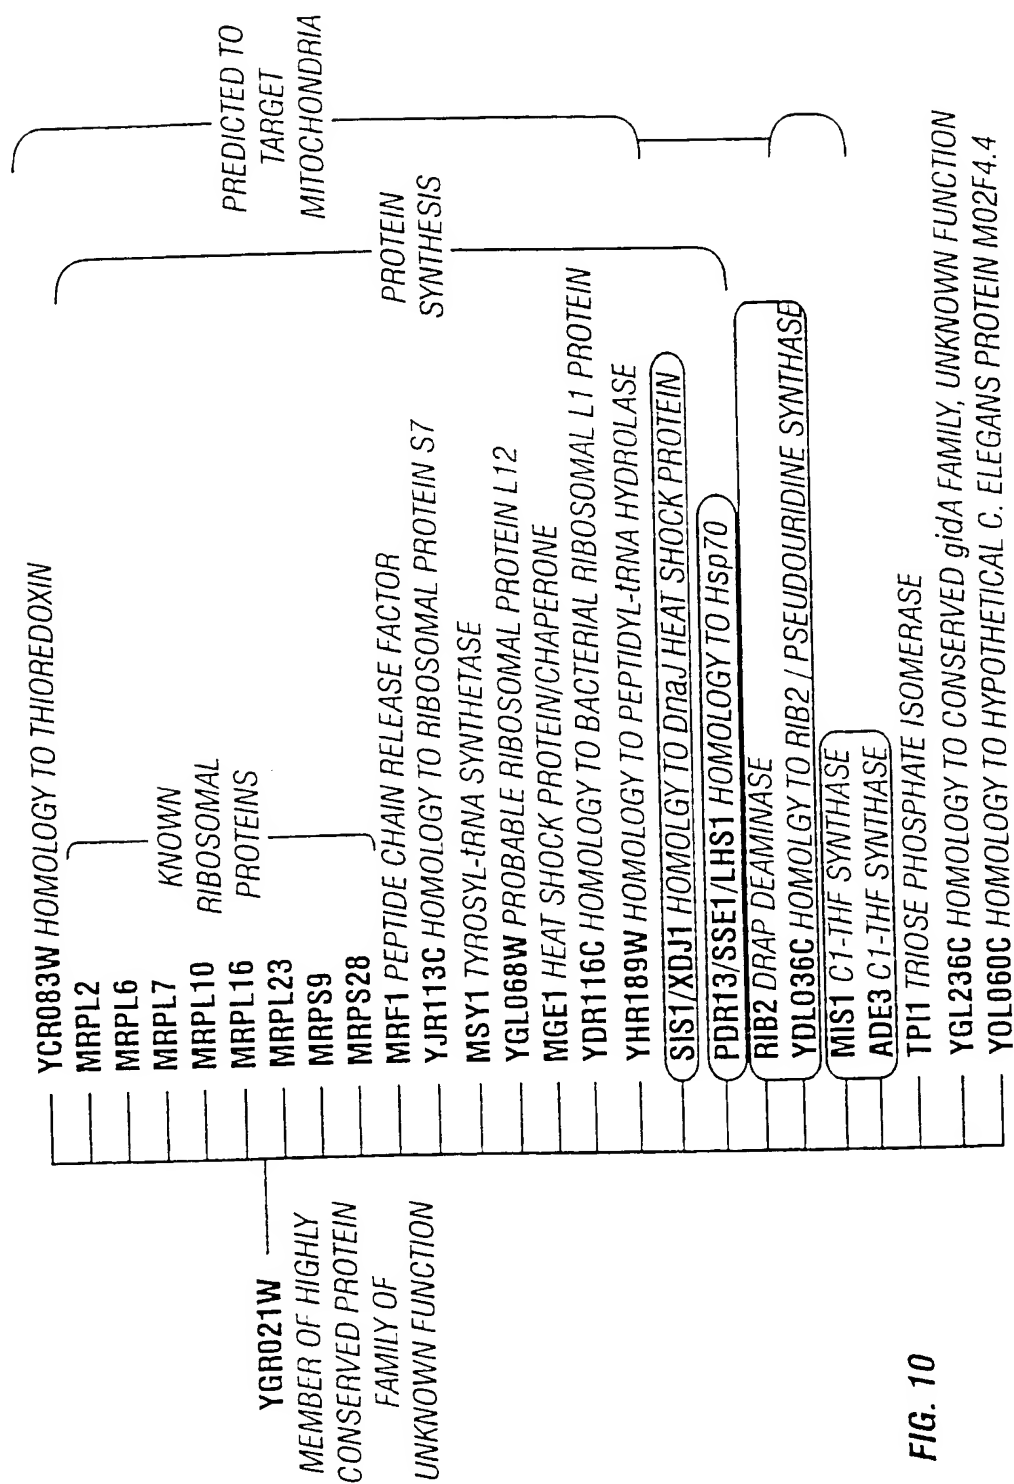 YGR021W
MEMBER OF HIGHLY
CONSERVED PROTEIN
FAMILY OF
UNKNOWN FUNCTION
YCR083W HOMOLOGY TO THIOREDOXIN
MRPL2
MRPL6
MRPL7
MRPL10
MRPL16
MRPL23
MRPS9
MRPS28
KNOWN
RIBOSOMAL
PROTEINS
MRF1 PEPTIDE CHAIN RELEASE FACTOR
YJR113C HOMOLOGY TO RIBOSOMAL PROTEIN S7
MSY1 TYROSYL-tRNA SYNTHETASE
YGL068W PROBABLE RIBOSOMAL PROTEIN L12
MGE1 HEAT SHOCK PROTEIN/CHAPERONE
YDR116C HOMOLOGY TO BACTERIAL RIBOSOMAL L1 PROTEIN
YHR189W HOMOLOGY TO PEPTIDYL-tRNA HYDROLASE
SIS1/XDJ1 HOMOLGY TO DnaJ HEAT SHOCK PROTEIN
PDR13/SSE1/LHS1 HOMOLOGY TO Hsp70
RIB2 DRAP DEAMINASE
YDL036C HOMOLGY TO RIB2 / PSEUDOURIDINE SYNTHASE
MIS1 C1-THF SYNTHASE
ADE3 C1-THF SYNTHASE
TPI1 TRIOSE PHOSPHATE ISOMERASE
YGL236C HOMOLOGY TO CONSERVED gidA FAMILY, UNKNOWN FUNCTION
YOL060C HOMOLOGY TO HYPOTHETICAL C. ELEGANS PROTEIN M02F4.4
PROTEIN
SYNTHESIS
PREDICTED TO
TARGET
MITOCHONDRIA
FIG. 10